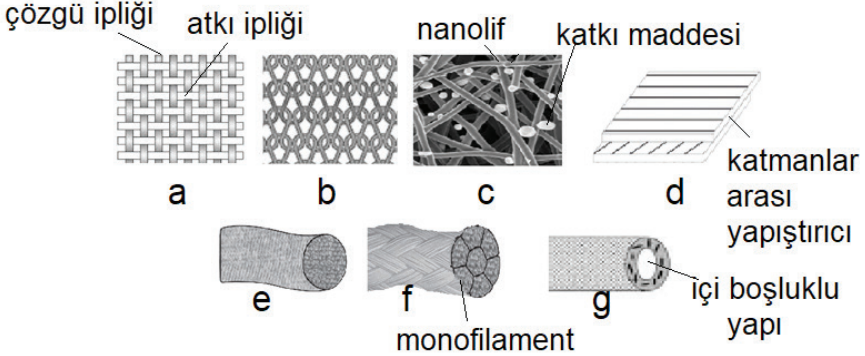 çözgü ipliği
atkı ipliği
nanolif
katkı maddesi
a
b
c
d
katmanlar
arası
yapıştırıcı
e
f
g
monofilament
içi boşluklu
yapı